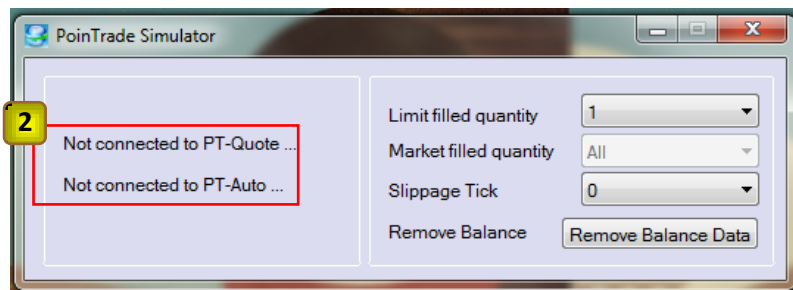 PoinTrade Simulator
2
Not connected to PT-Quote ...
Not connected to PT-Auto ...
Limit filled quantity 1
Market filled quantity All
Slippage Tick 0
Remove Balance Remove Balance Data